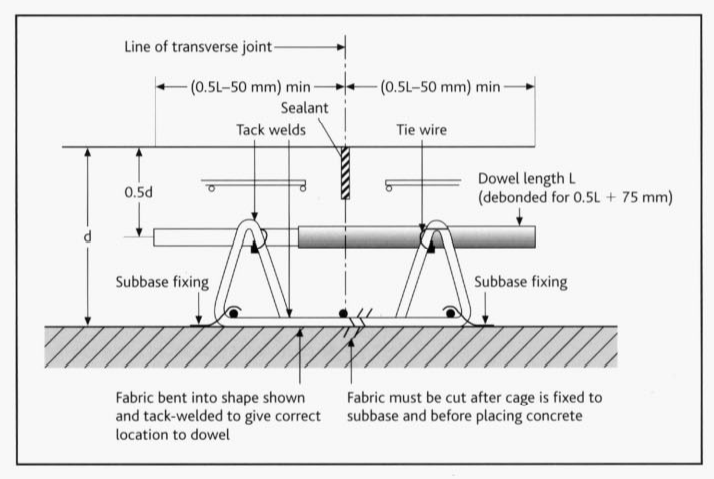 Line of transverse joint
(0.5L–50 mm) min
(0.5L–50 mm) min
Sealant
Tack welds
Tie wire
Dowel length L
(debonded for 0.5L + 75 mm)
0.5d
d
Subbase fixing
Subbase fixing
Fabric bent into shape shown
and tack-welded to give correct
location to dowel
Fabric must be cut after cage is fixed to
subbase and before placing concrete